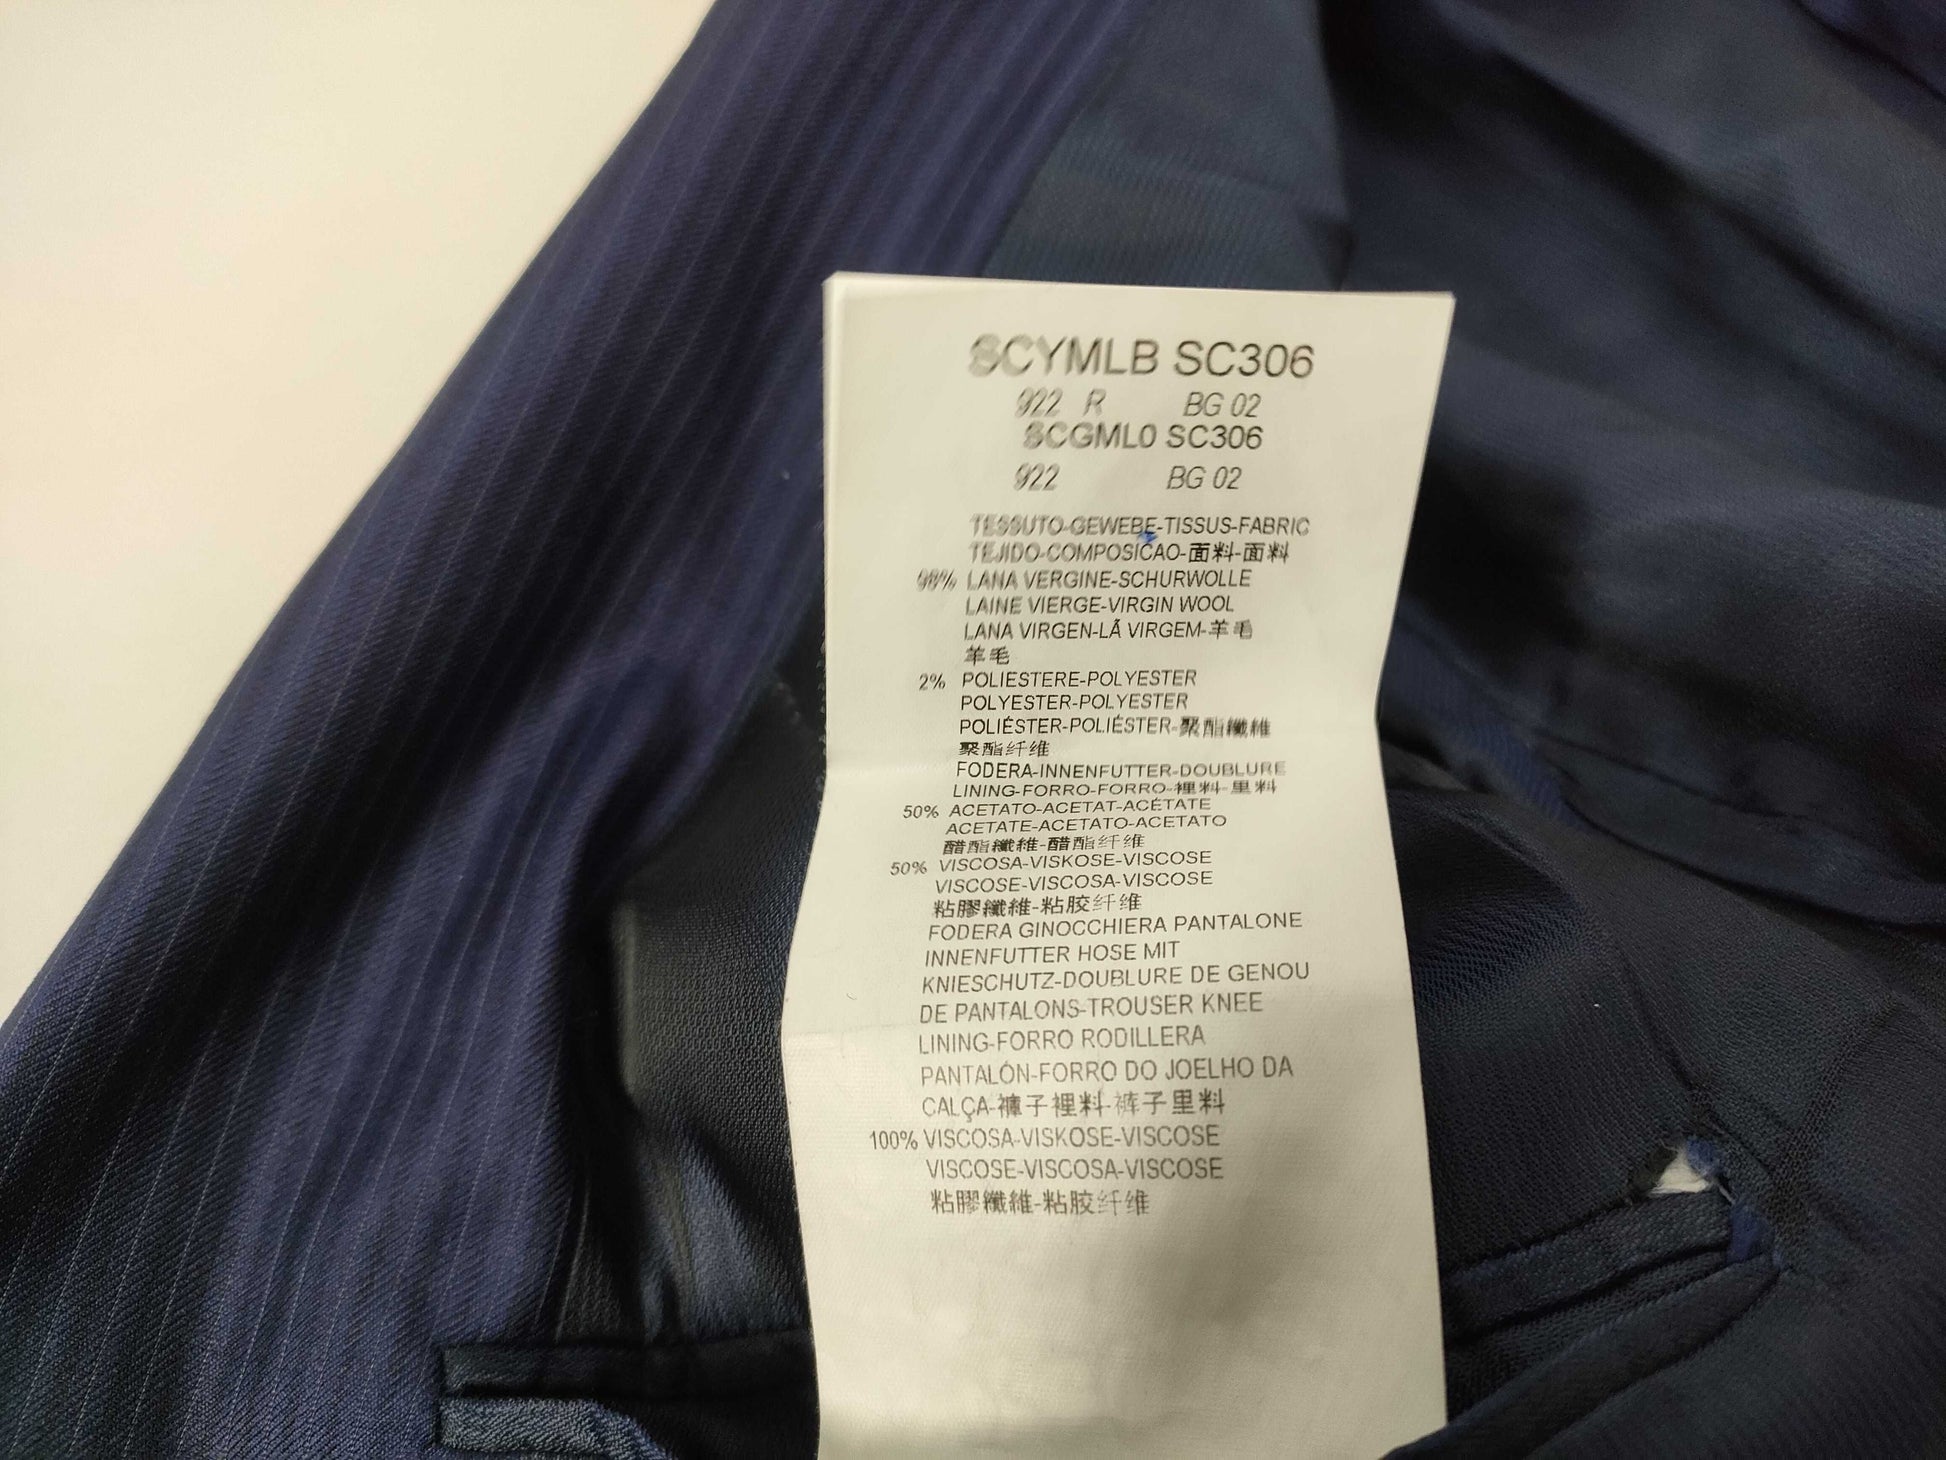 SCYMLB SC306
922 R BG 02
SCGML0 SC306
922 BG 02
TESSUTO-GEWEBE-TISSUS-FABRIC
TEJIDO-COMPOSICAO-面料-面料
98% LANA VERGINE-SCHURWOLLE
LAINE VIERGE-VIRGIN WOOL
LANA VIRGEN-LÃ VIRGEM-羊毛
羊毛
2% POLIESTERE-POLYESTER
POLYESTER-POLYESTER
POLIÉSTER-POLIÉSTER-聚酯纖維
聚酯纤维
FODERA-INNENFUTTER-DOUBLURE
LINING-FORRO-FORRO-裡料-里料
50% ACETATO-ACETAT-ACÉTATE
ACETATE-ACETATO-ACETATO
醋酯纖維-醋酯纤维
50% VISCOSA-VISKOSE-VISCOSE
VISCOSE-VISCOSA-VISCOSE
粘膠纖維-粘胶纤维
FODERA GINOCCHIERA PANTALONE
INNENFUTTER HOSE MIT
KNIESCHUTZ-DOUBLURE DE GENOU
DE PANTALONS-TROUSER KNEE
LINING-FORRO RODILLERA
PANTALÓN-FORRO DO JOELHO DA
CALÇA-褲子裡料-裤子里料
100% VISCOSA-VISKOSE-VISCOSE
VISCOSE-VISCOSA-VISCOSE
粘膠纖維-粘胶纤维